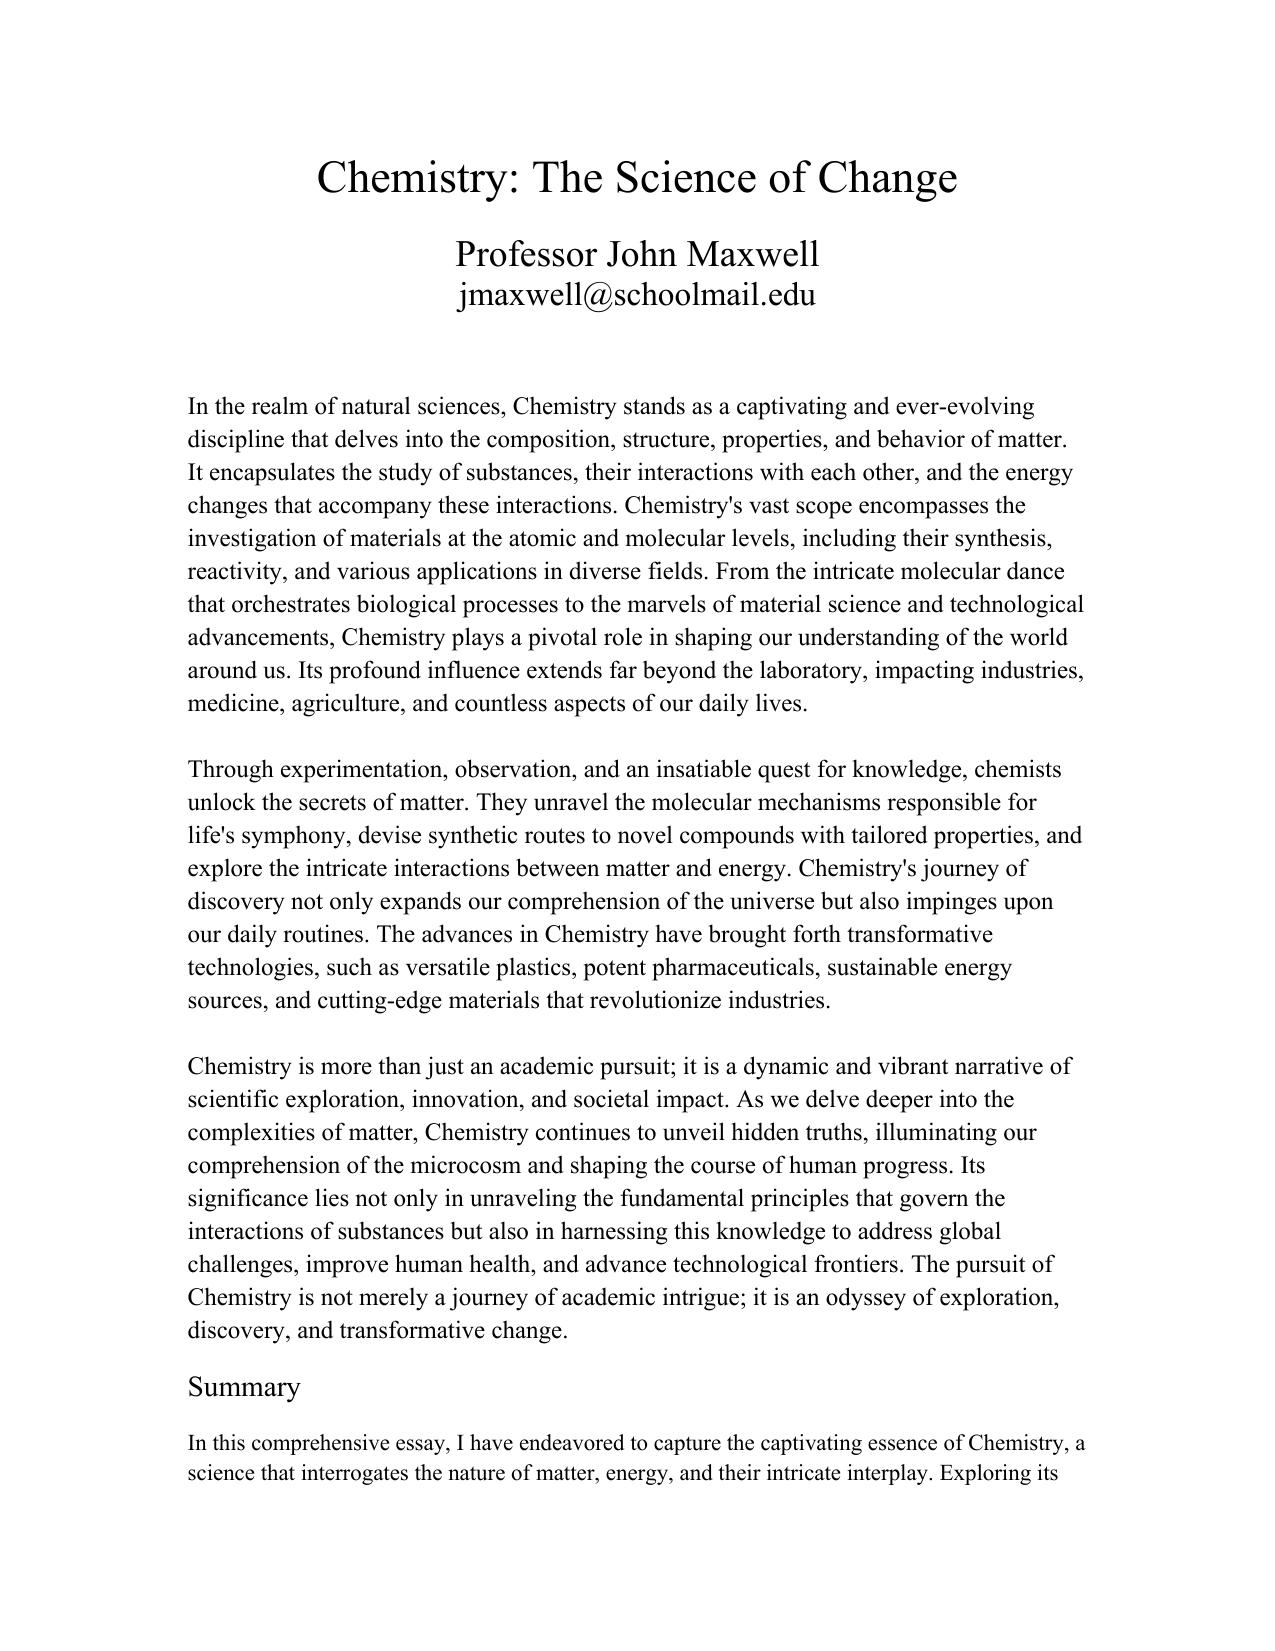 Chemistry: The Science of Change
Professor John Maxwell
jmaxwell@schoolmail.edu
In the realm of natural sciences, Chemistry stands as a captivating and ever-evolving
discipline that delves into the composition, structure, properties, and behavior of matter.
It encapsulates the study of substances, their interactions with each other, and the energy
changes that accompany these interactions. Chemistry's vast scope encompasses the
investigation of materials at the atomic and molecular levels, including their synthesis,
reactivity, and various applications in diverse fields. From the intricate molecular dance
that orchestrates biological processes to the marvels of material science and technological
advancements, Chemistry plays a pivotal role in shaping our understanding of the world
around us. Its profound influence extends far beyond the laboratory, impacting industries,
medicine, agriculture, and countless aspects of our daily lives.
Through experimentation, observation, and an insatiable quest for knowledge, chemists
unlock the secrets of matter. They unravel the molecular mechanisms responsible for
life's symphony, devise synthetic routes to novel compounds with tailored properties, and
explore the intricate interactions between matter and energy. Chemistry's journey of
discovery not only expands our comprehension of the universe but also impinges upon
our daily routines. The advances in Chemistry have brought forth transformative
technologies, such as versatile plastics, potent pharmaceuticals, sustainable energy
sources, and cutting-edge materials that revolutionize industries.
Chemistry is more than just an academic pursuit; it is a dynamic and vibrant narrative of
scientific exploration, innovation, and societal impact. As we delve deeper into the
complexities of matter, Chemistry continues to unveil hidden truths, illuminating our
comprehension of the microcosm and shaping the course of human progress. Its
significance lies not only in unraveling the fundamental principles that govern the
interactions of substances but also in harnessing this knowledge to address global
challenges, improve human health, and advance technological frontiers. The pursuit of
Chemistry is not merely a journey of academic intrigue; it is an odyssey of exploration,
discovery, and transformative change.
Summary
In this comprehensive essay, I have endeavored to capture the captivating essence of Chemistry, a
science that interrogates the nature of matter, energy, and their intricate interplay. Exploring its